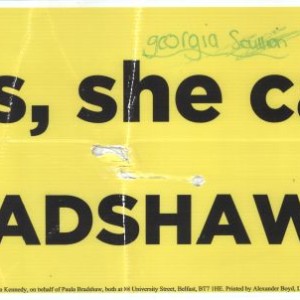 georgia Scullion
s, she ca
ADSHAW
a Kennedy, on behalf of Paula Bradshaw, both at #4 University Street, Belfast, BT7 1HE. Printed by Alexander Boyd,